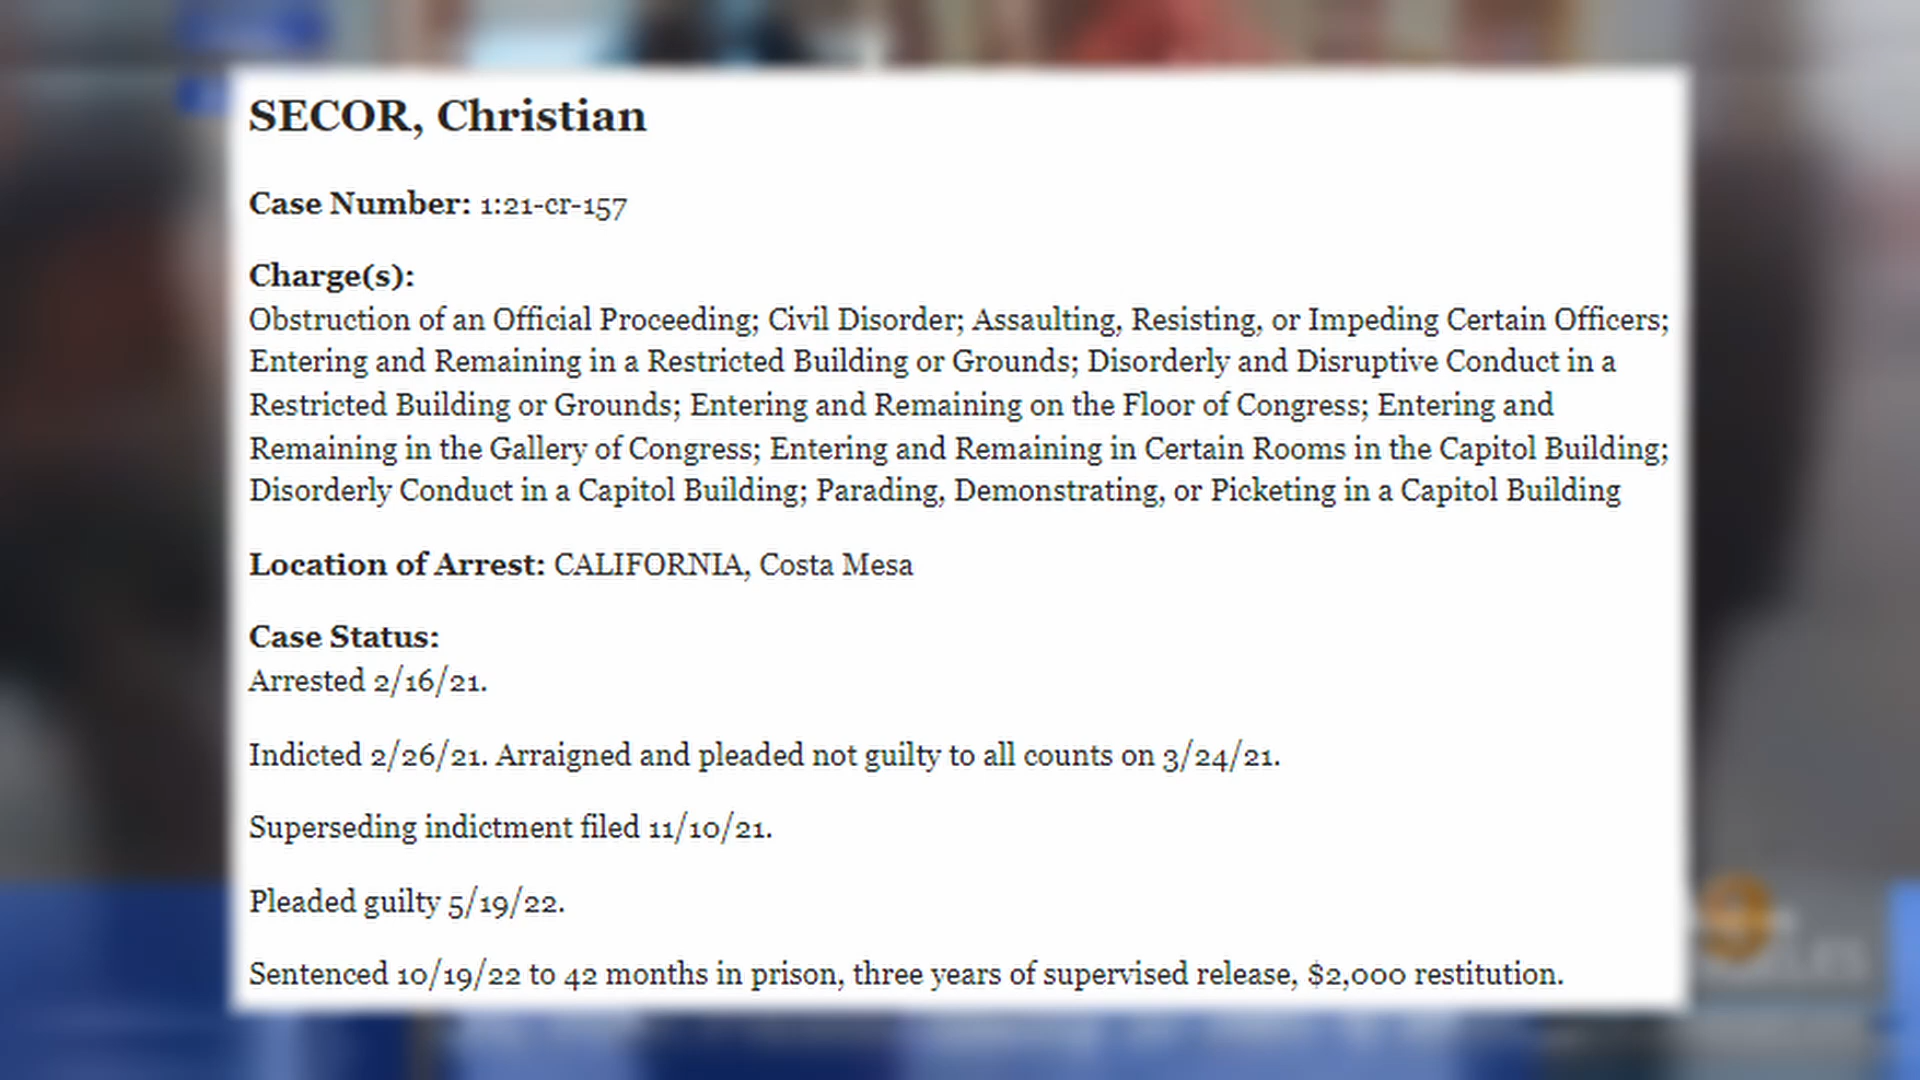 SECOR, Christian
Case Number: 1:21-cr-157
Charge(s):
Obstruction of an Official Proceeding; Civil Disorder; Assaulting, Resisting, or Impeding Certain Officers;
Entering and Remaining in a Restricted Building or Grounds; Disorderly and Disruptive Conduct in a
Restricted Building or Grounds; Entering and Remaining on the Floor of Congress; Entering and
Remaining in the Gallery of Congress; Entering and Remaining in Certain Rooms in the Capitol Building;
Disorderly Conduct in a Capitol Building; Parading, Demonstrating, or Picketing in a Capitol Building
Location of Arrest: CALIFORNIA, Costa Mesa
Case Status:
Arrested 2/16/21.
Indicted 2/26/21. Arraigned and pleaded not guilty to all counts on 3/24/21.
Superseding indictment filed 11/10/21.
Pleaded guilty 5/19/22.
Sentenced 10/19/22 to 42 months in prison, three years of supervised release, $2,000 restitution.
9